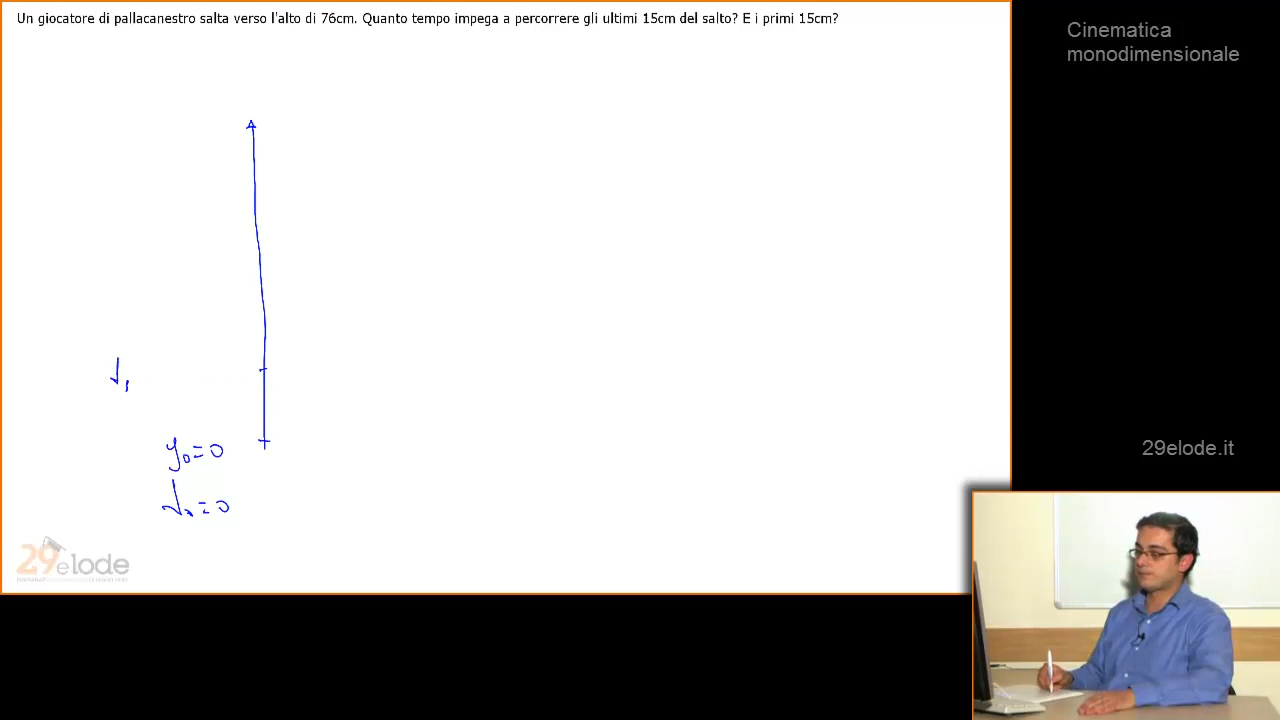 Un giocatore di pallacanestro salta verso l'alto di 76cm. Quanto tempo impega a percorrere gli ultimi 15cm del salto? E i primi 15cm?
Cinematica
monodimensionale
y₀=0
29elode.it
29elode